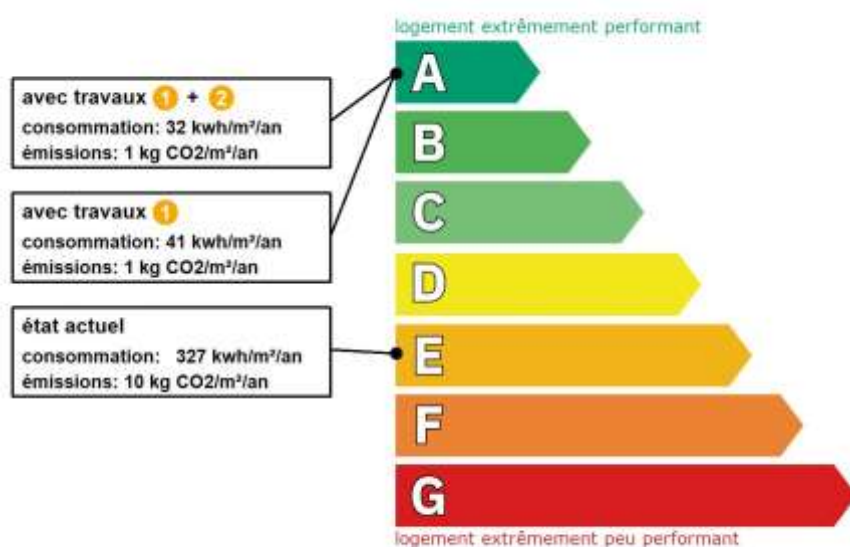 logement extrêmement performant
avec travaux 1 + 2
consommation: 32 kwh/m²/an
émissions: 1 kg CO2/m²/an
avec travaux 1
consommation: 41 kwh/m²/an
émissions: 1 kg CO2/m²/an
état actuel
consommation: 327 kwh/m²/an
émissions: 10 kg CO2/m²/an
A
B
C
D
E
F
G
logement extrêmement peu performant